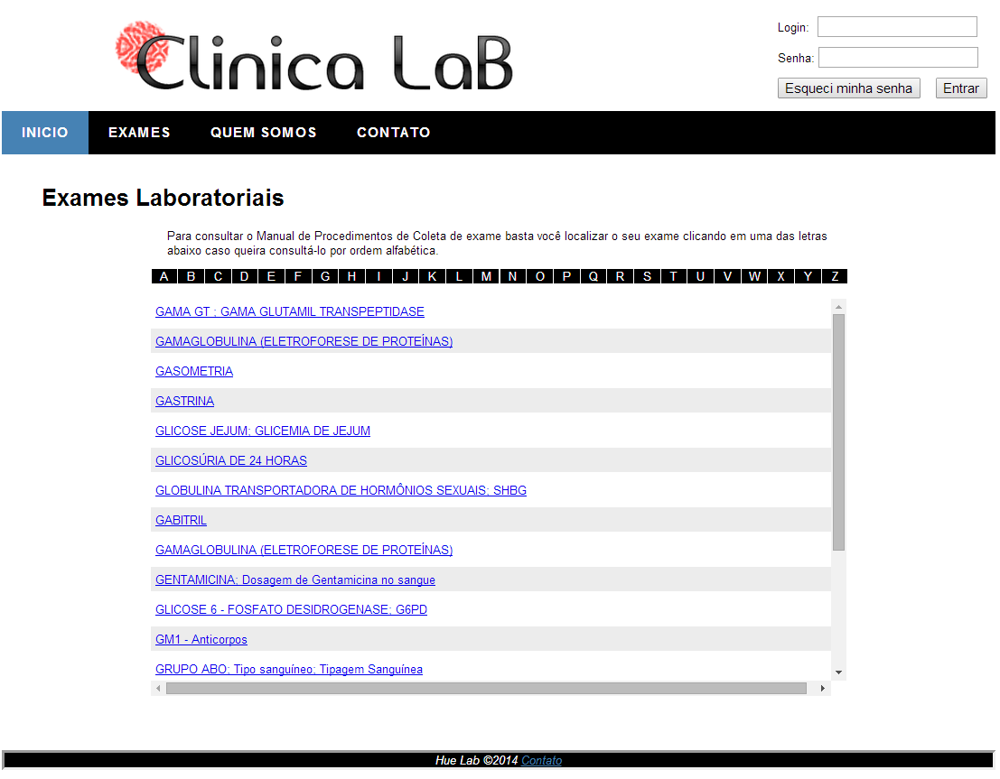 Clinica LaB
Login:
Senha:
Esqueci minha senha Entrar
INICIO EXAMES QUEM SOMOS CONTATO
Exames Laboratoriais
Para consultar o Manual de Procedimentos de Coleta de exame basta você localizar o seu exame clicando em uma das letras
abaixo caso queira consultá-lo por ordem alfabética.
A B C D E F G H I J K L M N O P Q R S T U V W X Y Z
GAMA GT ; GAMA GLUTAMIL TRANSPEPTIDASE
GAMAGLOBULINA (ELETROFORESE DE PROTEÍNAS)
GASOMETRIA
GASTRINA
GLICOSE JEJUM; GLICEMIA DE JEJUM
GLICOSÚRIA DE 24 HORAS
GLOBULINA TRANSPORTADORA DE HORMÔNIOS SEXUAIS; SHBG
GABITRIL
GAMAGLOBULINA (ELETROFORESE DE PROTEÍNAS)
GENTAMICINA; Dosagem de Gentamicina no sangue
GLICOSE 6 - FOSFATO DESIDROGENASE; G6PD
GM1 - Anticorpos
GRUPO ABO; Tipo sanguíneo; Tipagem Sanguínea
Hue Lab ©2014 Contato